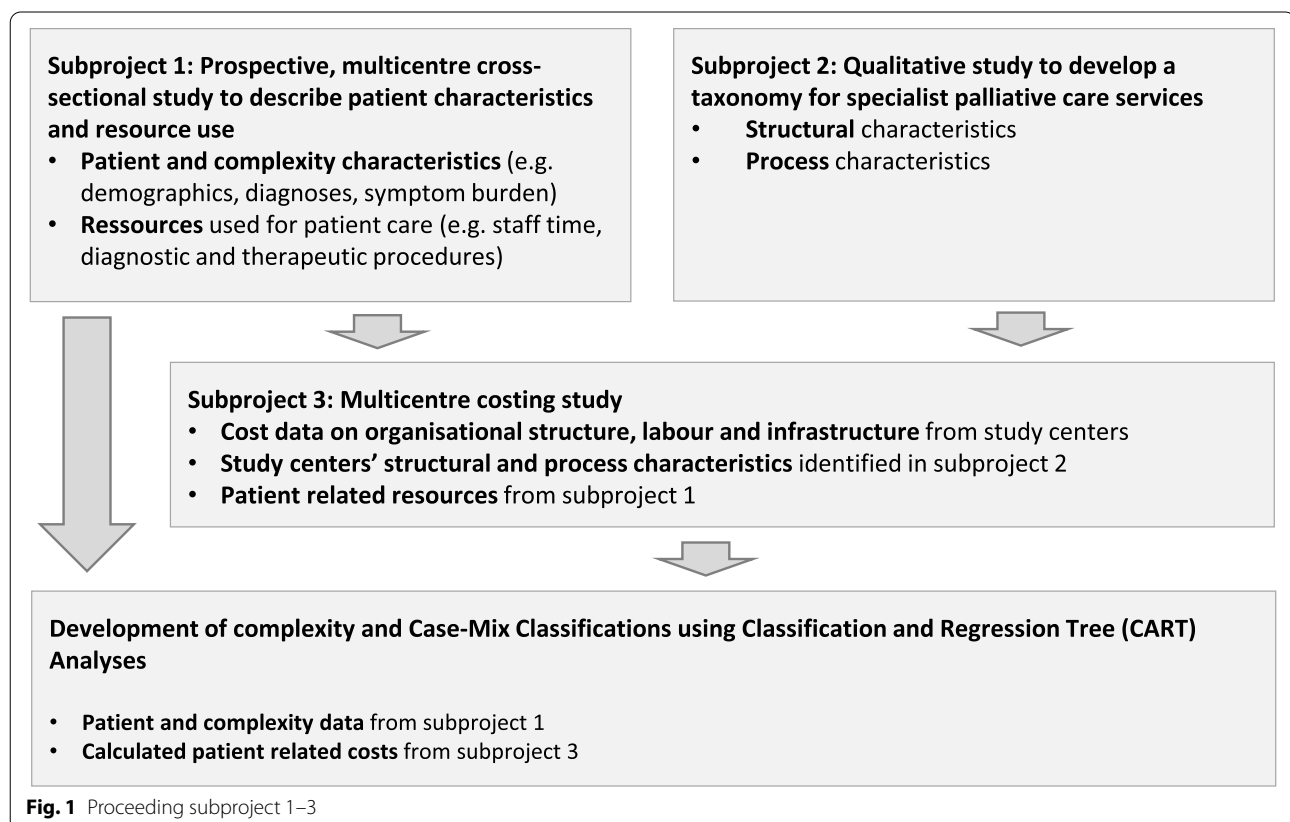 Subproject 1: Prospective, multicentre cross-
sectional study to describe patient characteristics
and resource use
• Patient and complexity characteristics (e.g.
demographics, diagnoses, symptom burden)
• Ressources used for patient care (e.g. staff time,
diagnostic and therapeutic procedures)
Subproject 2: Qualitative study to develop a
taxonomy for specialist palliative care services
• Structural characteristics
• Process characteristics
Subproject 3: Multicentre costing study
• Cost data on organisational structure, labour and infrastructure from study centers
• Study centers’ structural and process characteristics identified in subproject 2
• Patient related resources from subproject 1
Development of complexity and Case-Mix Classifications using Classification and Regression Tree (CART)
Analyses
• Patient and complexity data from subproject 1
• Calculated patient related costs from subproject 3
Fig. 1 Proceeding subproject 1–3